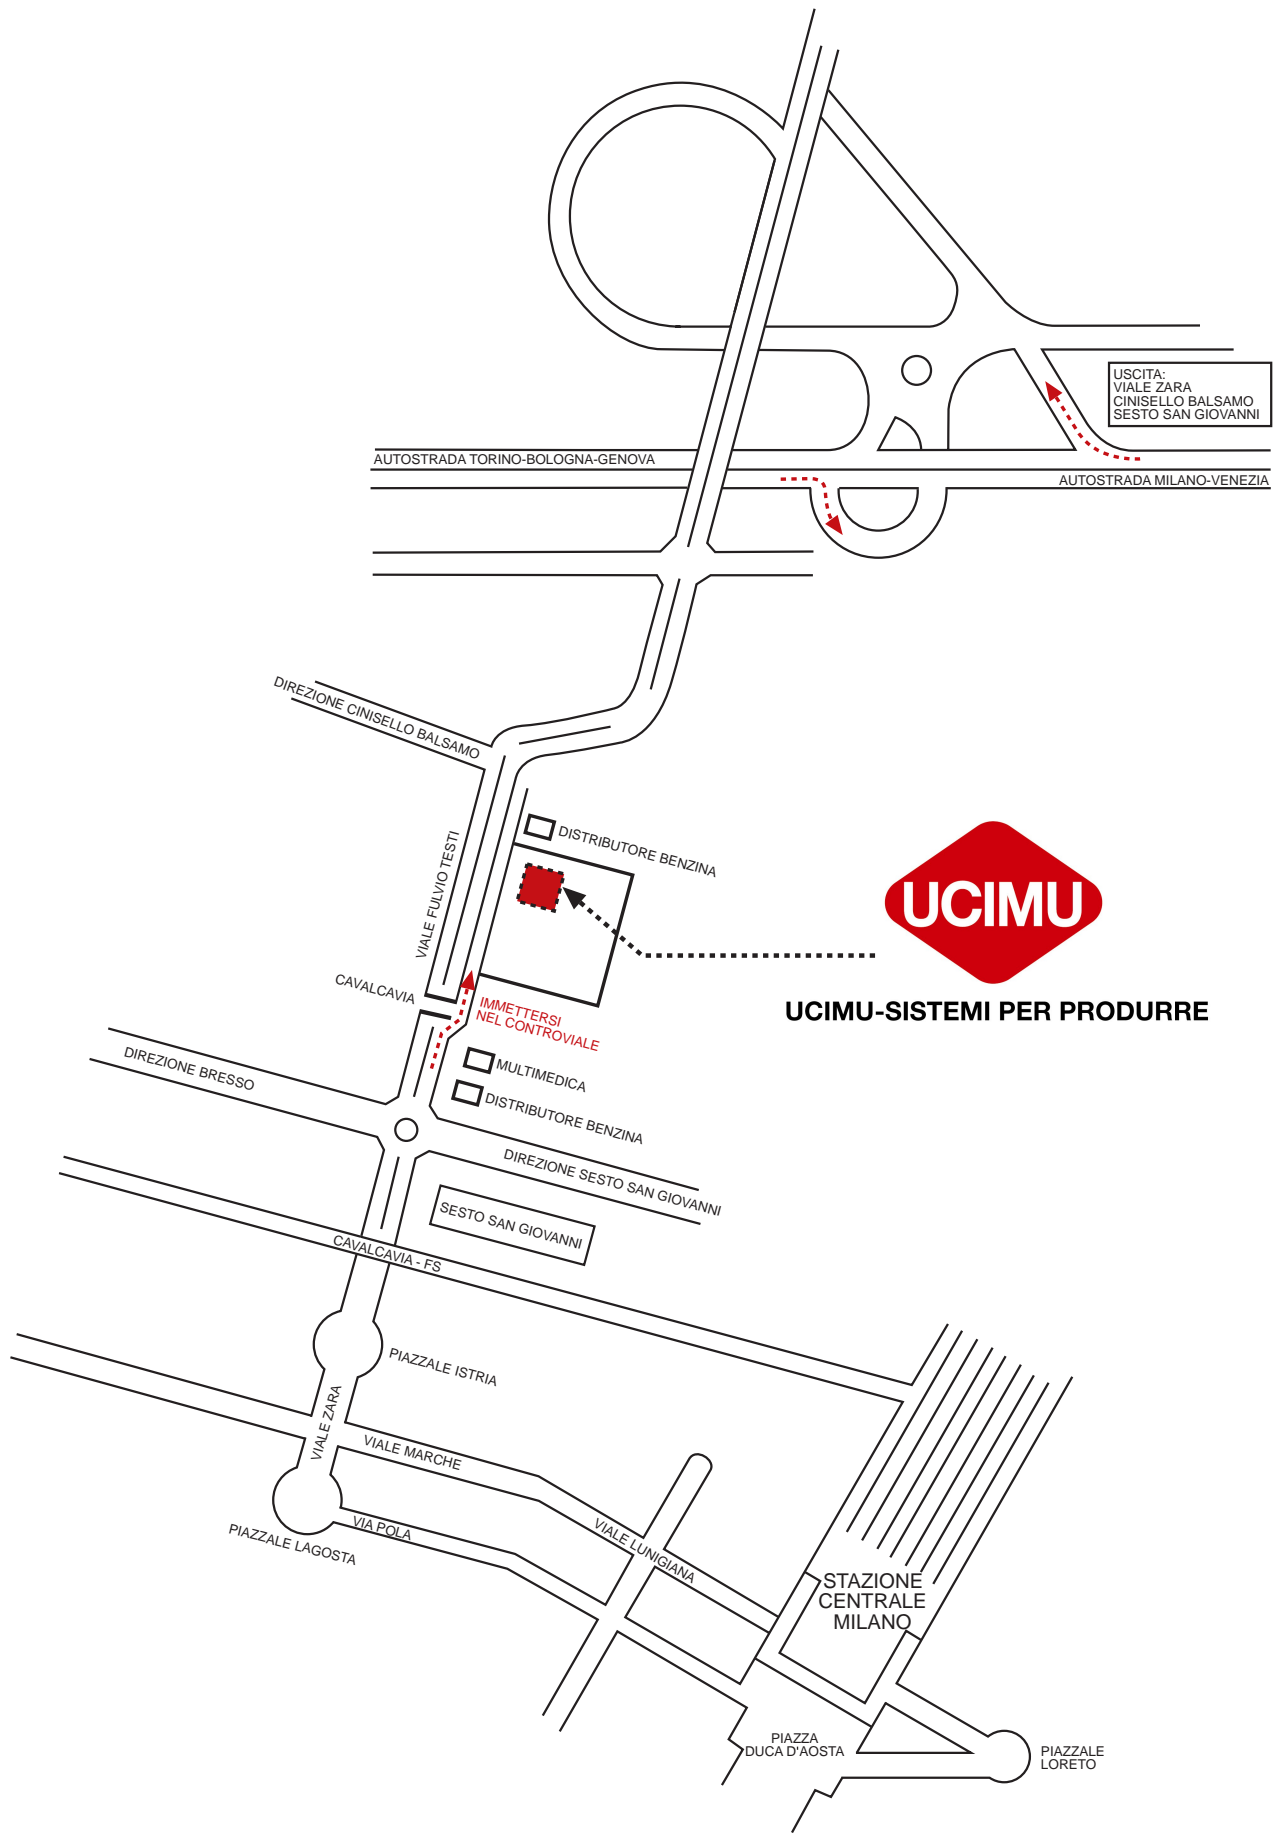 USCITA:
VIALE ZARA
CINISELLO BALSAMO
SESTO SAN GIOVANNI
AUTOSTRADA TORINO-BOLOGNA-GENOVA
AUTOSTRADA MILANO-VENEZIA
DIREZIONE CINISELLO BALSAMO
DISTRIBUTORE BENZINA
VIALE FULVIO TESTI
UCIMU
UCIMU-SISTEMI PER PRODURRE
CAVALCAVIA
IMMETTERSI
NEL CONTROVIALE
DIREZIONE BRESSO
MULTIMEDICA
DISTRIBUTORE BENZINA
DIREZIONE SESTO SAN GIOVANNI
SESTO SAN GIOVANNI
CAVALCAVIA - FS
PIAZZALE ISTRIA
VIALE ZARA
VIALE MARCHE
VIA POLA
PIAZZALE LAGOSTA
VIALE LUNIGIANA
STAZIONE
CENTRALE
MILANO
PIAZZA
DUCA D'AOSTA
PIAZZALE
LORETO